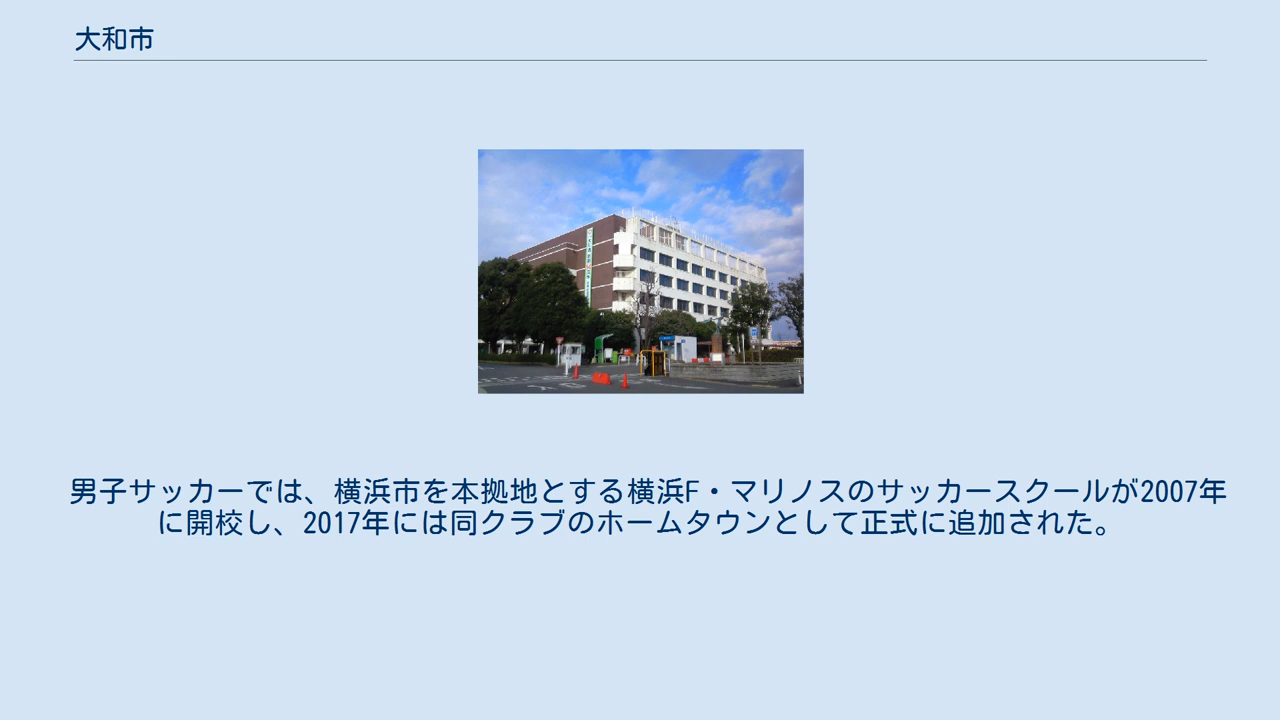 大和市
男子サッカーでは、横浜市を本拠地とする横浜F・マリノスのサッカースクールが2007年
に開校し、2017年には同クラブのホームタウンとして正式に追加された。